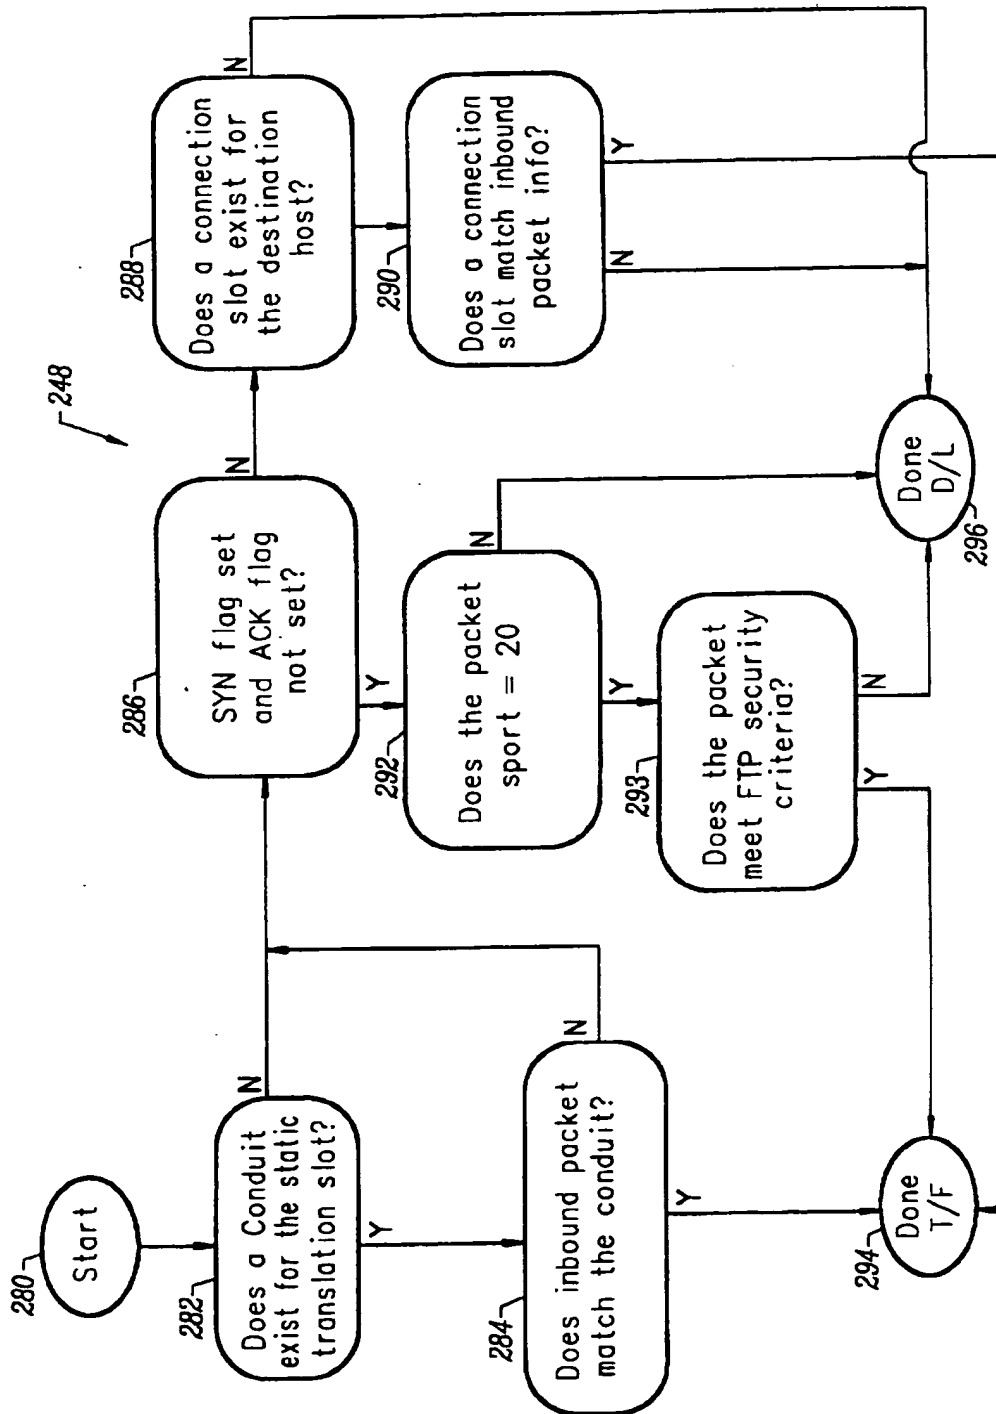 248
280
Start
282
Does a Conduit
exist for the static
translation slot?
N
Y
284
Does inbound packet
match the conduit?
N
Y
286
SYN flag set
and ACK flag
not set?
N
Y
288
Does a connection
slot exist for
the destination
host?
N
290
Does a connection
slot match inbound
packet info?
N
Y
292
Does the packet
sport = 20
N
Y
293
Does the packet
meet FTP security
criteria?
Y
N
294
Done
T/F
296
Done
D/L